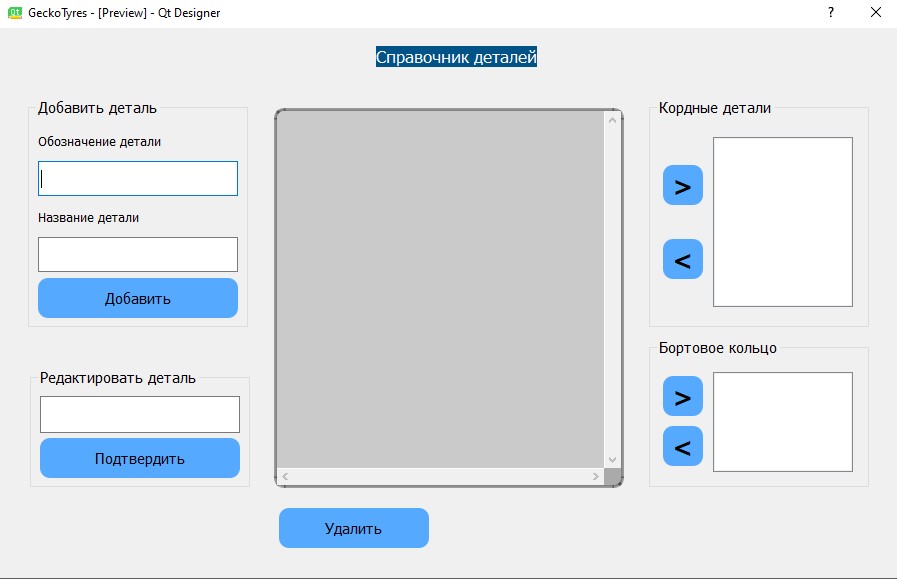 GeckoTyres - [Preview] - Qt Designer
Справочник деталей
Добавить деталь
Обозначение детали
Название детали
Добавить
Редактировать деталь
Подтвердить
Удалить
Кордные детали
>
<
Бортовое кольцо
>
<